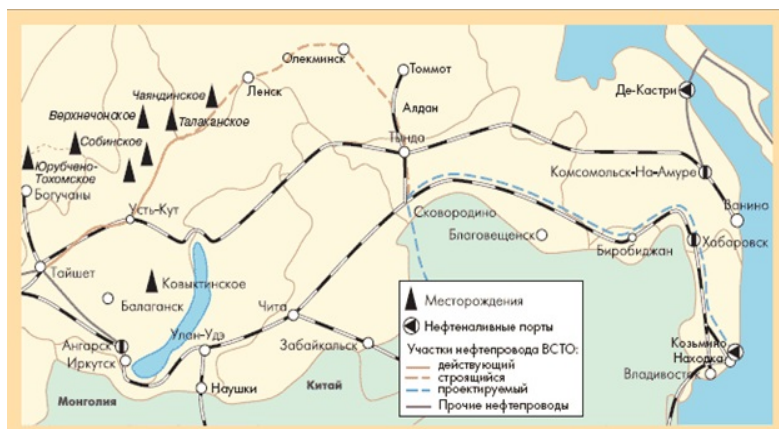 Олекминск
Томмот
Ленск
Чаяндинское
Де-Кастри
Верхнечонское
Талаканское
Алдан
Собинское
Тында
Юрубчено-
Тохомское
Комсомольск-На-Амуре
Богучаны
Усть-Кут
Сковородино
Ванино
Благовещенск
Биробиджан
Хабаровск
Тайшет
Ковыктинское
Балаганск
Чита
Ангарск
Улан-Удэ
Иркутск
Забайкальск
Наушки
Китай
Монголия
Козьмино
Находка
Владивосток
Месторождения
Нефтеналивные порты
Участки нефтепровода ВСТО:
действующий
строящийся
проектируемый
Прочие нефтепроводы